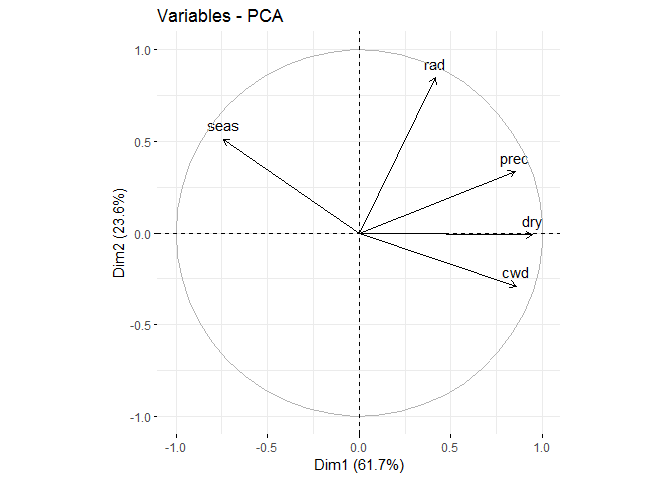 Variables - PCA
1.0
rad
seas
0.5
prec
dry
0.0
cwd
-0.5
-1.0
Dim2 (23.6%)
-1.0 -0.5 0.0 0.5 1.0
Dim1 (61.7%)